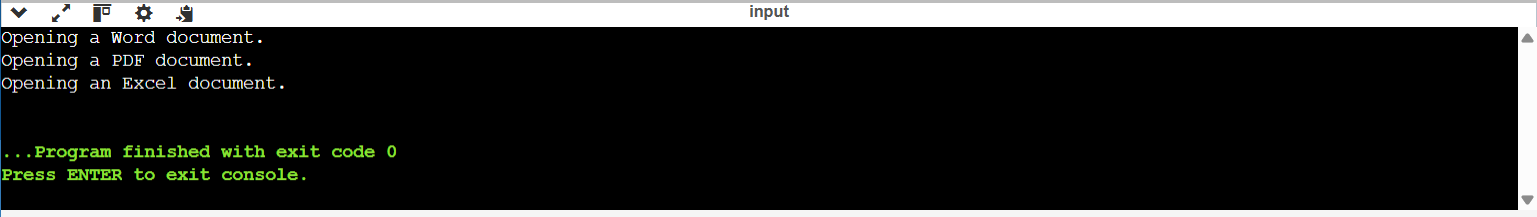 input
Opening a Word document.
Opening a PDF document.
Opening an Excel document.
...Program finished with exit code 0
Press ENTER to exit console.